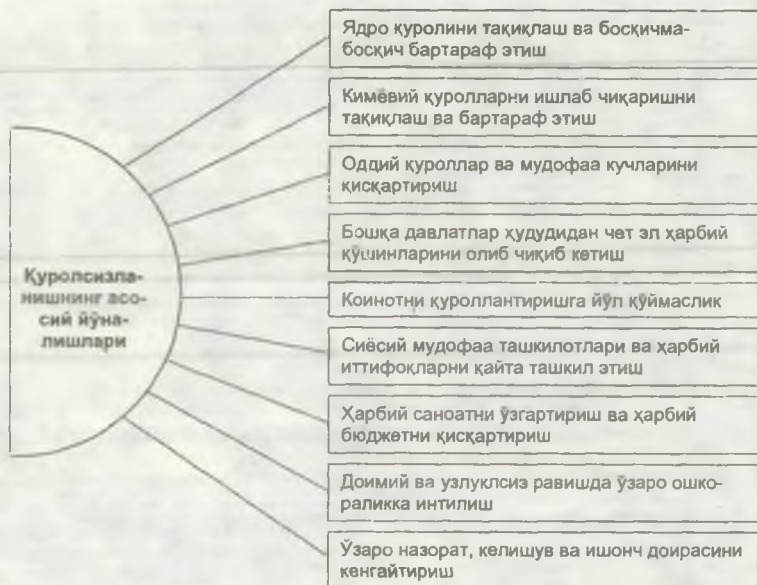 Ядро қуролини тақиқлаш ва босқичма-
босқич бартараф этиш
Кимёвий қуролларни ишлаб чиқаришни
тақиқлаш ва бартараф этиш
Оддий қуроллар ва мудофаа кучларини
қисқартириш
Бошқа давлатлар ҳудудидан чет эл ҳарбий
қўшинларини олиб чиқиб кетиш
Қуролсизла-
нишнинг асо-
сий йўна-
лишлари
Коинотни қуроллантиришга йўл қўймаслик
Сиёсий мудофаа ташкилотлари ва ҳарбий
иттифоқларни қайта ташкил этиш
Ҳарбий саноатни ўзгартириш ва ҳарбий
бюджетни қисқартириш
Доимий ва узлуклсиз равишда ўзаро ошко-
раликка интилиш
Ўзаро назорат, келишув ва ишонч доирасини
кенгайтириш